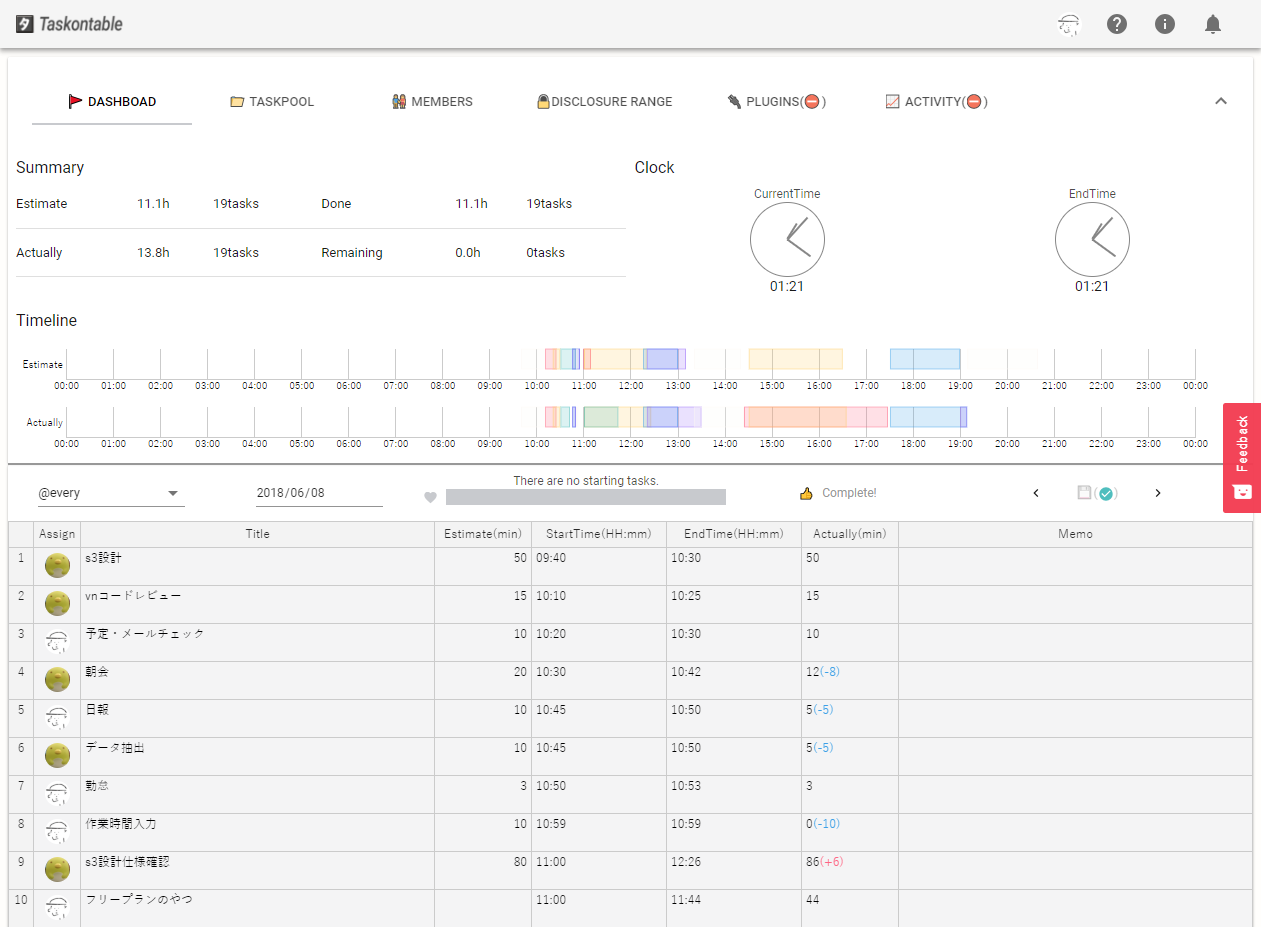 Taskontable
DASHBOAD TASKPOOL MEMBERS DISCLOSURE RANGE PLUGINS(⛔) ACTIVITY(⛔)
Summary
Estimate 11.1h 19tasks Done 11.1h 19tasks
Actually 13.8h 19tasks Remaining 0.0h 0tasks
Clock
CurrentTime EndTime
01:21 01:21
Timeline
Estimate
00:00 01:00 02:00 03:00 04:00 05:00 06:00 07:00 08:00 09:00 10:00 11:00 12:00 13:00 14:00 15:00 16:00 17:00 18:00 19:00 20:00 21:00 22:00 23:00 00:00
Actually
00:00 01:00 02:00 03:00 04:00 05:00 06:00 07:00 08:00 09:00 10:00 11:00 12:00 13:00 14:00 15:00 16:00 17:00 18:00 19:00 20:00 21:00 22:00 23:00 00:00
Feedback
There are no starting tasks.
@every 2018/06/08 Complete!
Assign Title Estimate(min) StartTime(HH:mm) EndTime(HH:mm) Actually(min) Memo
1 s3設計 50 09:40 10:30 50
2 vnコードレビュー 15 10:10 10:25 15
3 予定・メールチェック 10 10:20 10:30 10
4 朝会 20 10:30 10:42 12(-8)
5 日報 10 10:45 10:50 5(-5)
6 データ抽出 10 10:45 10:50 5(-5)
7 勤怠 3 10:50 10:53 3
8 作業時間入力 10 10:59 10:59 0(-10)
9 s3設計仕様確認 80 11:00 12:26 86(+6)
10 フリープランのやつ 11:00 11:44 44